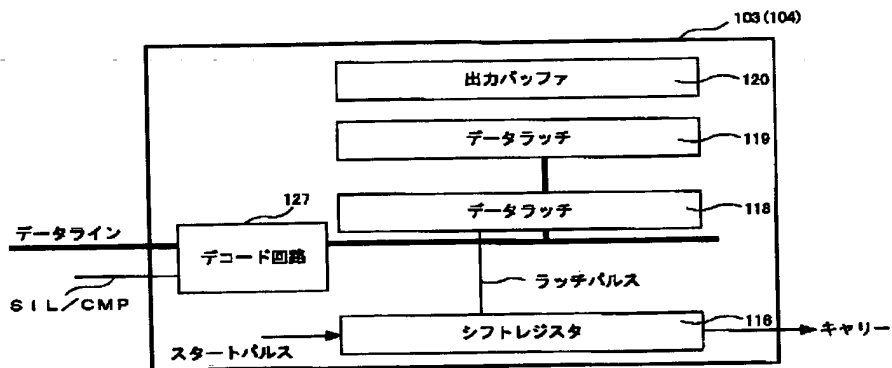 103(104)
出力バッファ
120
データラッチ
119
データラッチ
118
127
データライン
デコード回路
SIL/CMP
ラッチパルス
スタートパルス
シフトレジスタ
116
キャリー